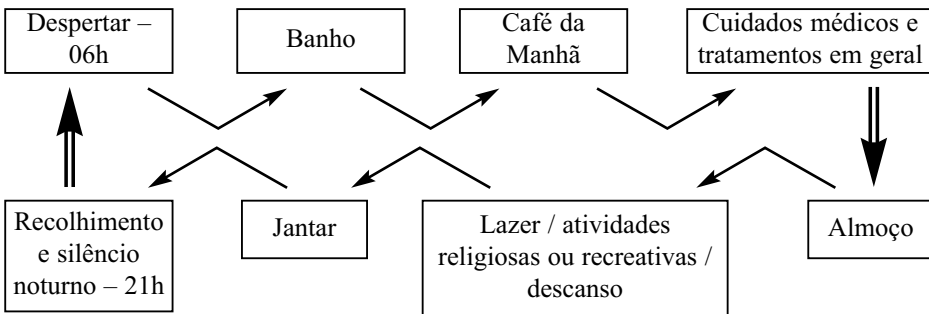 Despertar –
06h
Banho
Café da
Manhã
Cuidados médicos e
tratamentos em geral
Recolhimento
e silêncio
noturno – 21h
Jantar
Lazer / atividades
religiosas ou recreativas /
descanso
Almoço